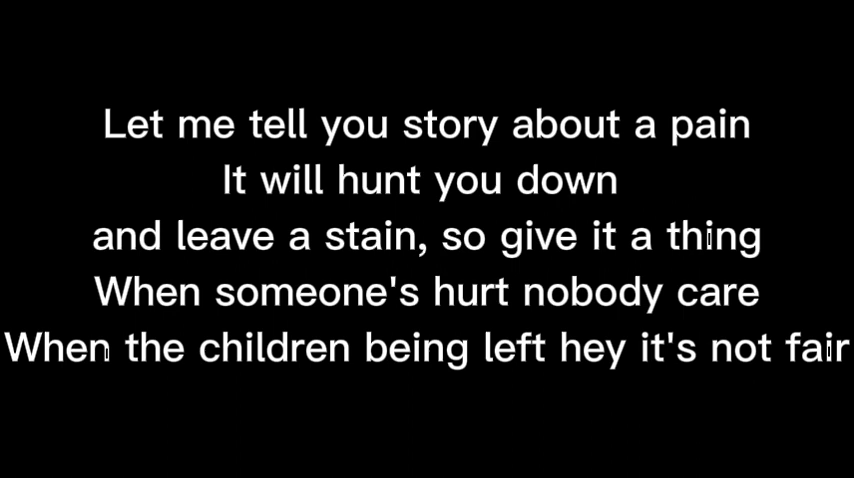 Let me tell you story about a pain
It will hunt you down
and leave a stain, so give it a thing
When someone's hurt nobody care
When the children being left hey it's not fair